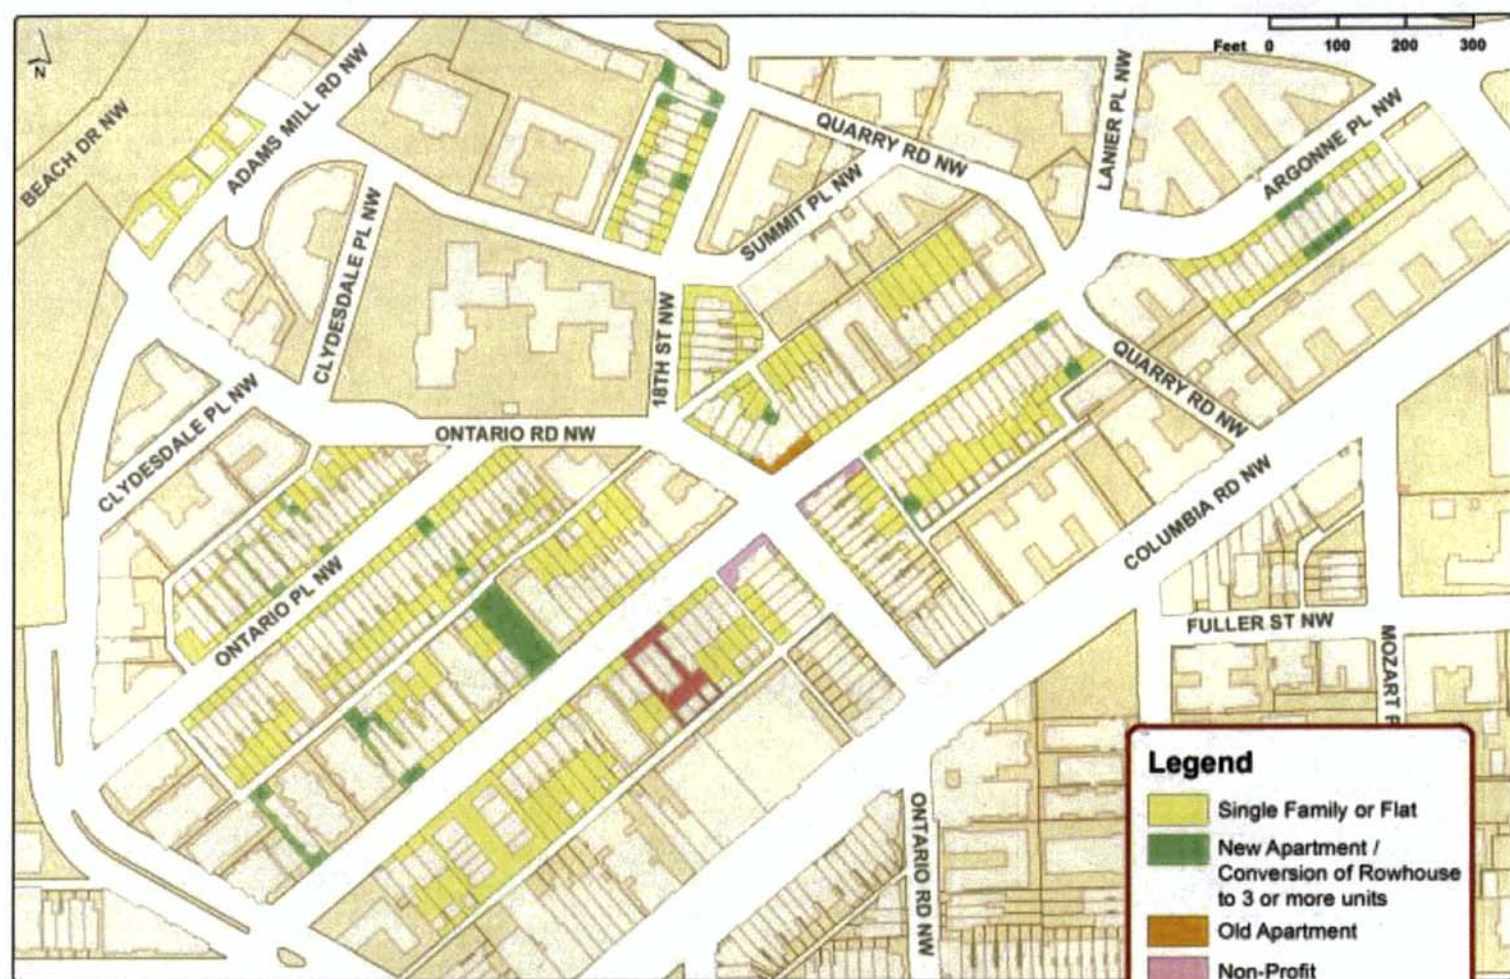 N
Feet 0 100 200 300
BEACH DR NW
ADAMS MILL RD NW
QUARRY RD NW
LANIER PL NW
ARGONNE PL NW
SUMMIT PL NW
CLYDESDALE PL NW
18TH ST NW
CLYDESDALE PL NW
ONTARIO RD NW
QUARRY RD NW
COLUMBIA RD NW
ONTARIO PL NW
FULLER ST NW
MOZART P
ONTARIO RD NW
Legend
Single Family or Flat
New Apartment /
Conversion of Rowhouse
to 3 or more units
Old Apartment
Non-Profit